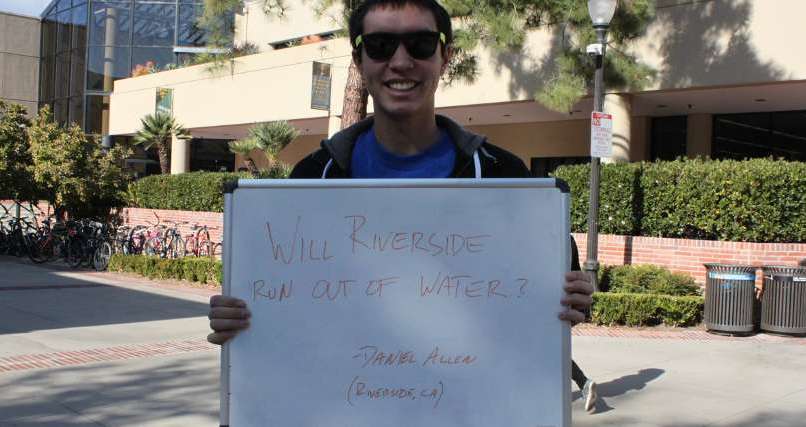 WILL RIVERSIDE
RUN OUT OF WATER?
-DANIEL ALLEN
(RIVERSIDE, CA)